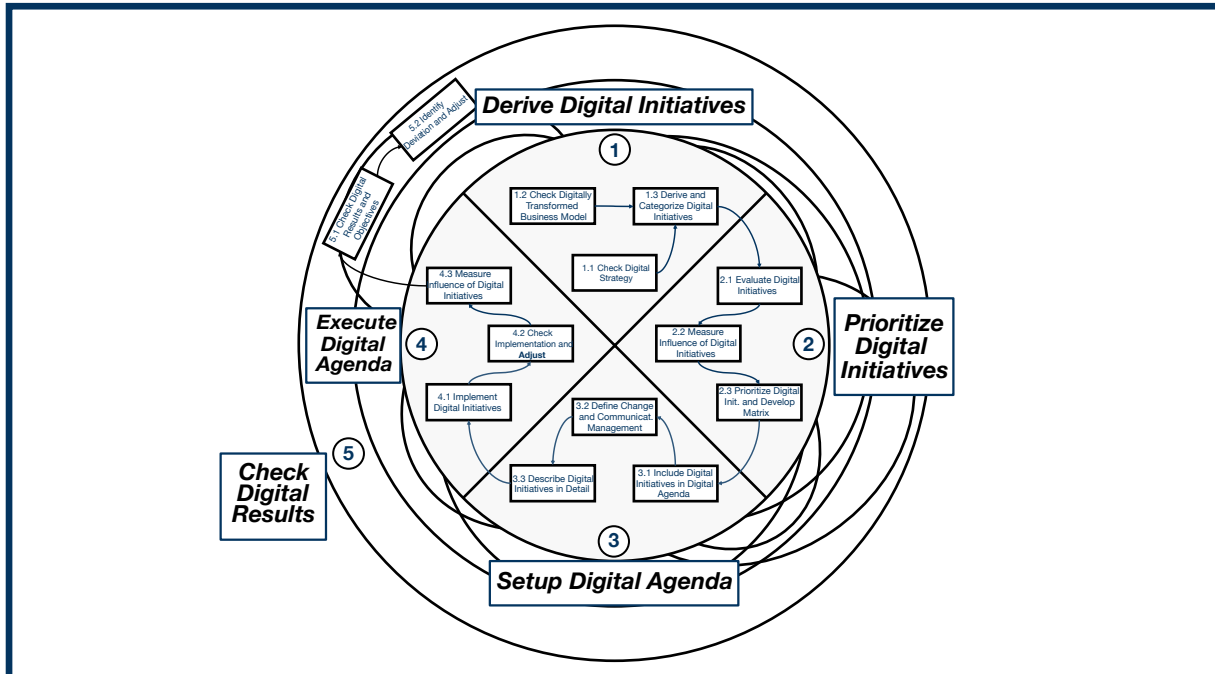 Derive Digital Initiatives
1
1.2 Check Digitally
Transformed
Business Model
1.3 Derive and
Categorize Digital
Initiatives
1.1 Check Digital
Strategy
2.1 Evaluate Digital
Initiatives
2.2 Measure
Influence of Digital
Initiatives
2.3 Prioritize Digital
Init. and Develop
Matrix
2
Prioritize
Digital
Initiatives
3.2 Define Change
and Communicat.
Management
3.1 Include Digital
Initiatives in Digital
Agenda
3.3 Describe Digital
Initiatives in Detail
3
Setup Digital Agenda
4.3 Measure
Influence of Digital
Initiatives
4.2 Check
Implementation and
Adjust
4.1 Implement
Digital Initiatives
4
Execute
Digital
Agenda
5.1 Check Digital
Results and
Objectives
5.2 Identify
Deviation and Adjust
5
Check
Digital
Results